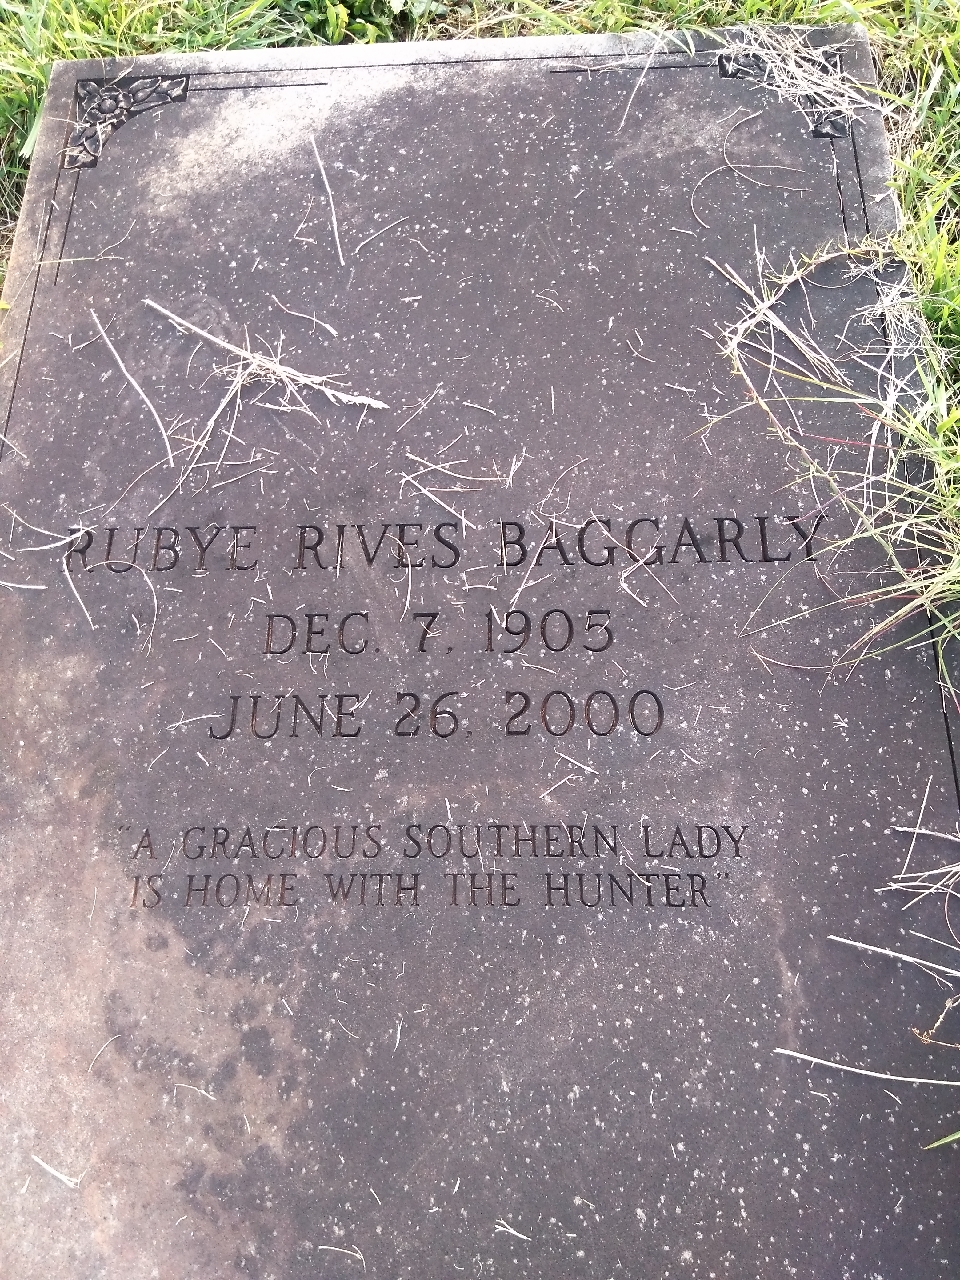 RUBYE RIVES BAGGARLY
DEC. 7, 1905
JUNE 26, 2000
"A GRACIOUS SOUTHERN LADY
IS HOME WITH THE HUNTER"